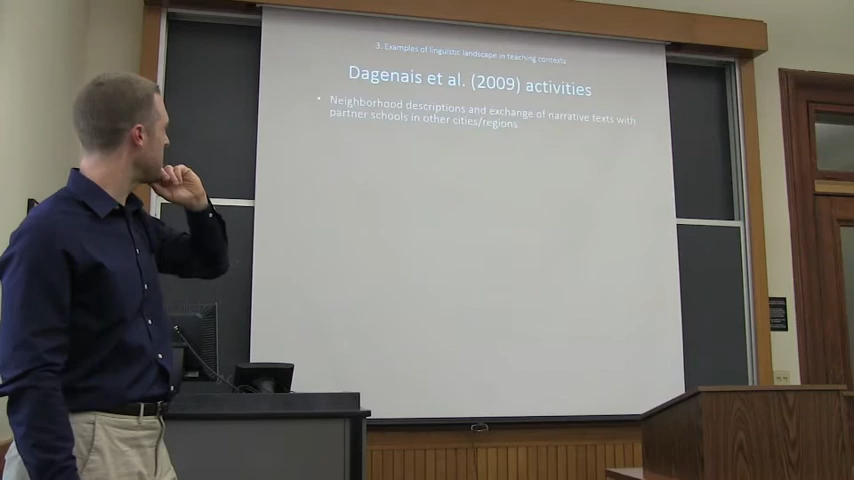 3. Examples of linguistic landscape in teaching contexts
Dagenais et al. (2009) activities
• Neighborhood descriptions and exchange of narrative texts with
partner schools in other cities/regions